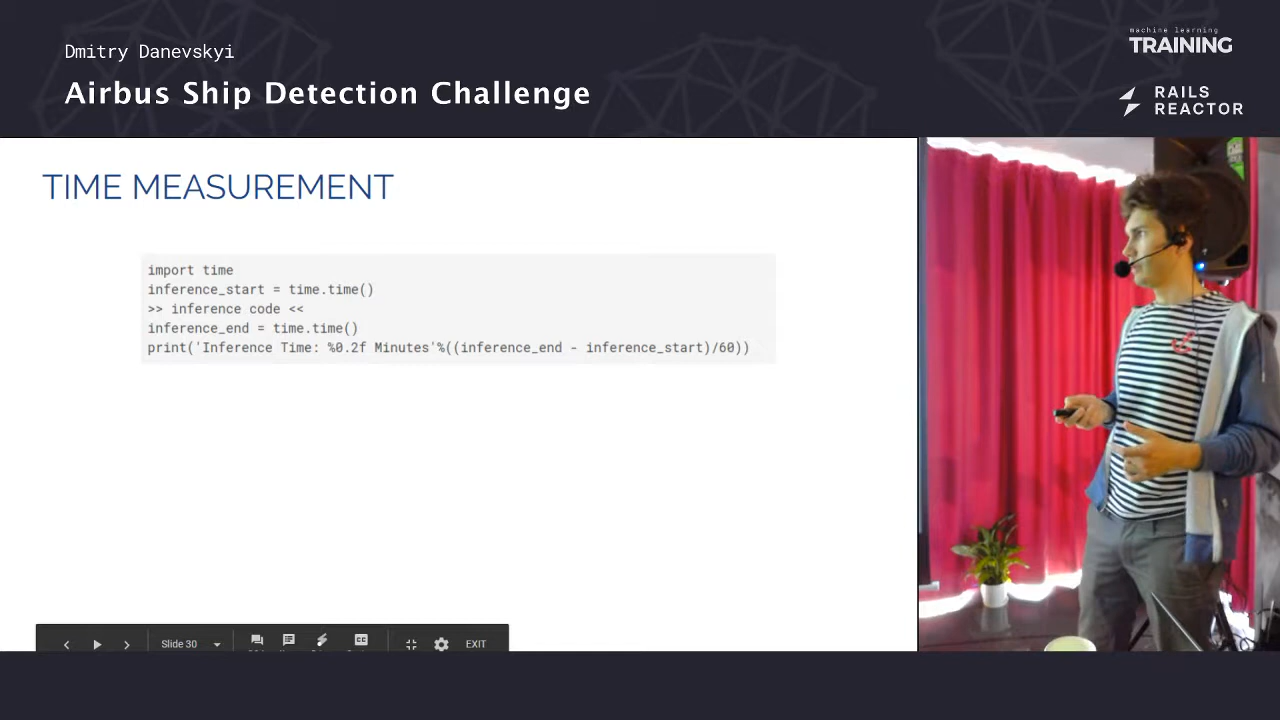 Dmitry Danevskyi
Airbus Ship Detection Challenge
machine learning
TRAINING
RAILS
REACTOR
TIME MEASUREMENT
import time
inference_start = time.time()
>> inference code <<
inference_end = time.time()
print('Inference Time: %0.2f Minutes'%((inference_end - inference_start)/60))
Slide 30
CC
EXIT